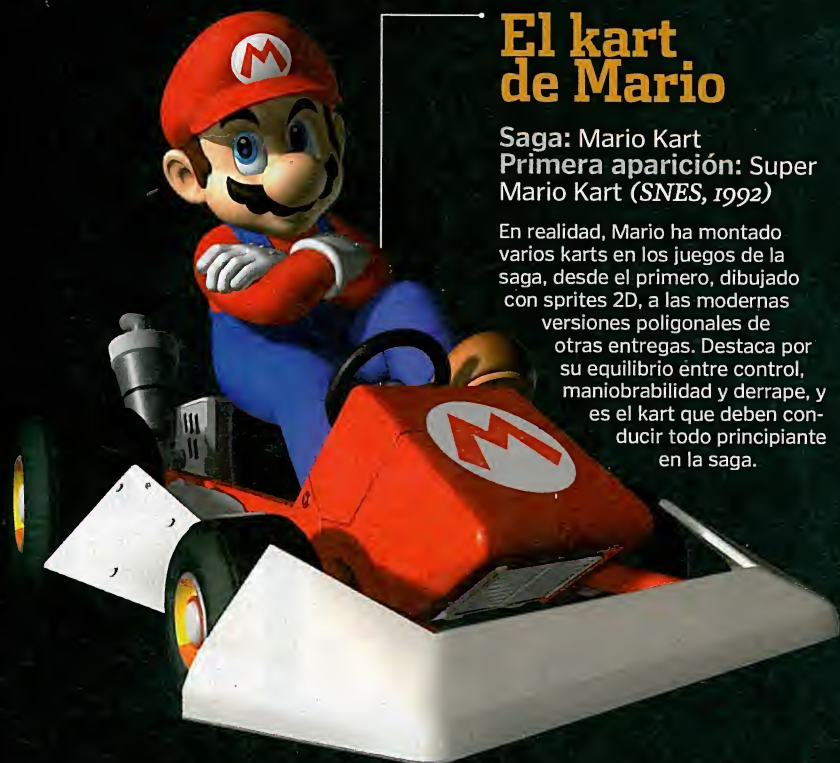 El kart
de Mario
Saga: Mario Kart
Primera aparición: Super
Mario Kart (SNES, 1992)
En realidad, Mario ha montado
varios karts en los juegos de la
saga, desde el primero, dibujado
con sprites 2D, a las modernas
versiones poligonales de
otras entregas. Destaca por
su equilibrio entre control,
maniobrabilidad y derrape, y
es el kart que deben con-
ducir todo principiante
en la saga.
M
M